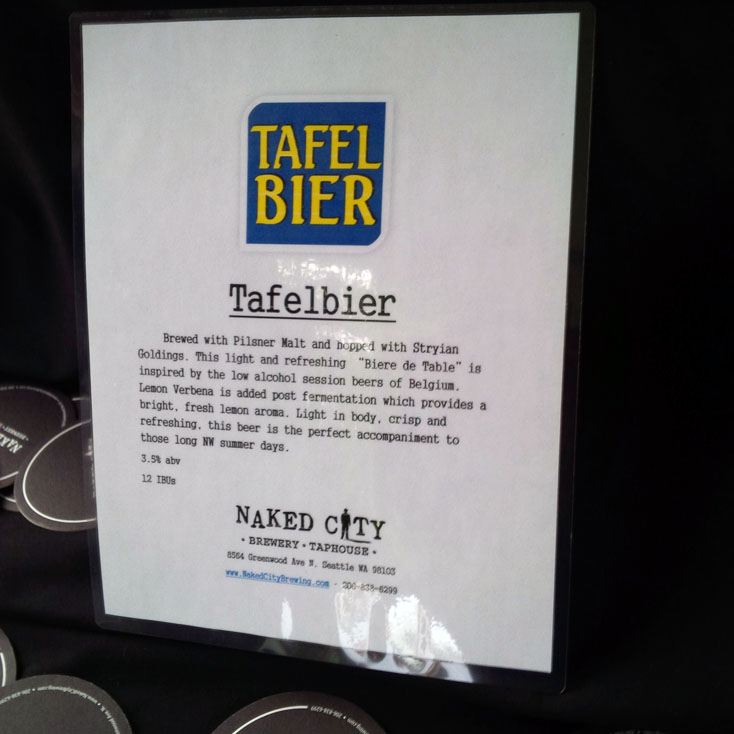 TAFEL
BIER
Tafelbier
Brewed with Pilsner Malt and hopped with Stryian
Goldings. This light and refreshing "Biere de Table" is
inspired by the low alcohol session beers of Belgium.
Lemon Verbena is added post fermentation which provides a
bright, fresh lemon aroma. Light in body, crisp and
refreshing, this beer is the perfect accompaniment to
those long NW summer days.
3.5% abv
12 IBUs
NAKED CITY
• BREWERY • TAPHOUSE •
8564 Greenwood Ave N. Seattle WA 98103
www.NakedCityBrewing.com - 206-838-6299
NAKED